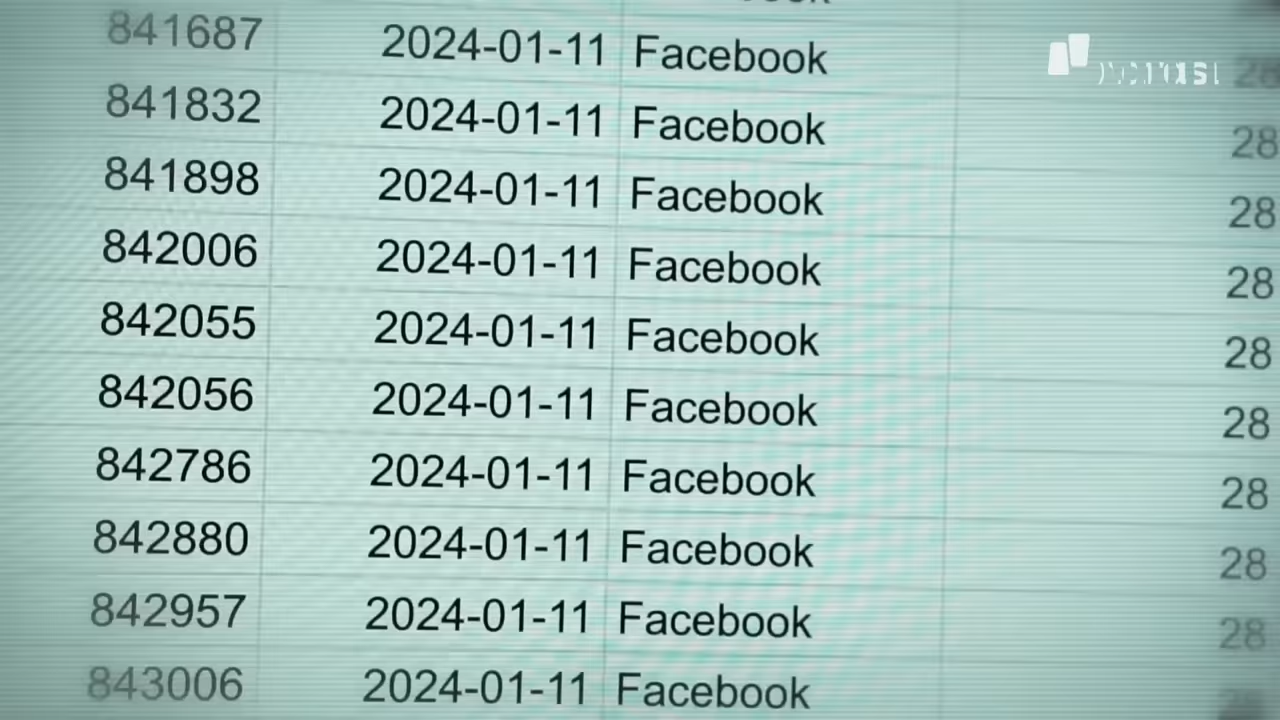 841687 2024-01-11 Facebook 28
841832 2024-01-11 Facebook 28
841898 2024-01-11 Facebook 28
842006 2024-01-11 Facebook 28
842055 2024-01-11 Facebook 28
842056 2024-01-11 Facebook 28
842786 2024-01-11 Facebook 28
842880 2024-01-11 Facebook 28
842957 2024-01-11 Facebook 28
843006 2024-01-11 Facebook